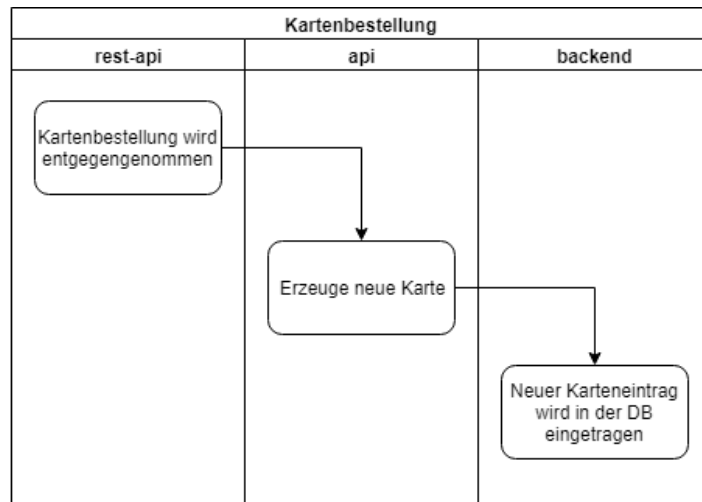 Kartenbestellung
rest-api
api
backend
Kartenbestellung wird
entgegengenommen
Erzeuge neue Karte
Neuer Karteneintrag
wird in der DB
eingetragen